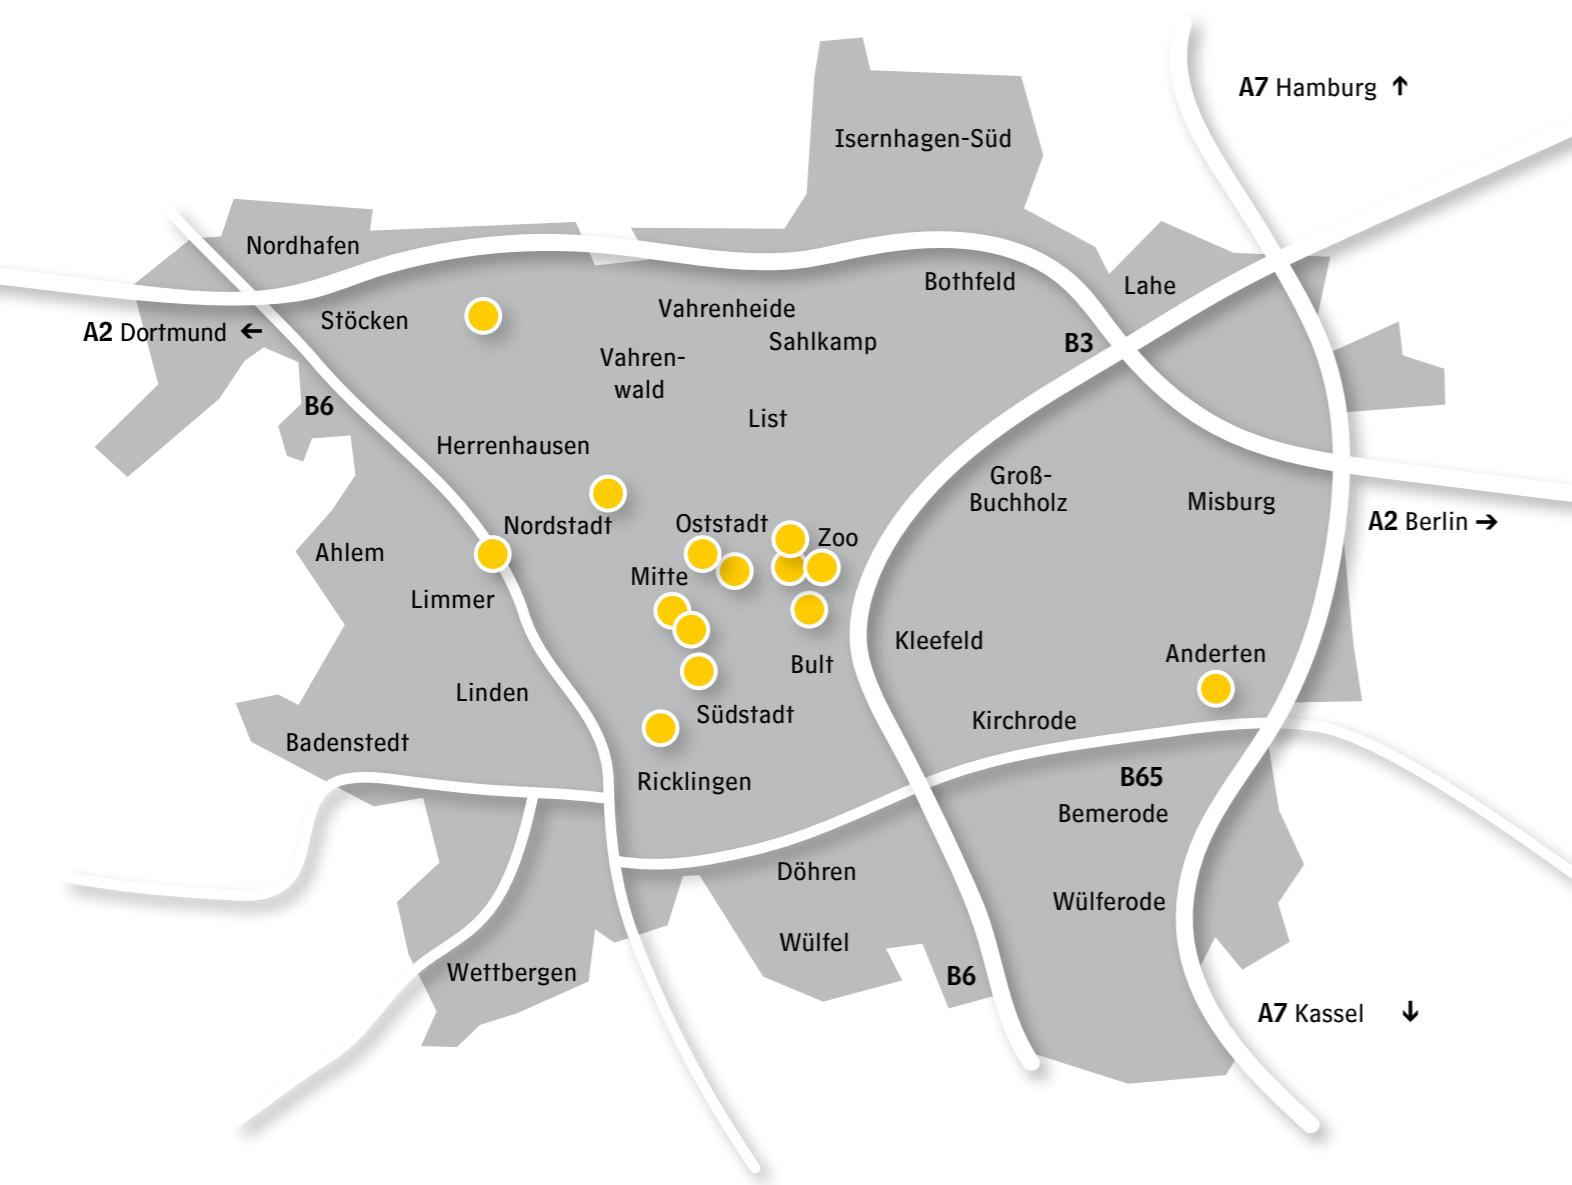 A7 Hamburg ↑
Isernhagen-Süd
Nordhafen
Bothfeld
Lahe
Vahrenheide
Stöcken
A2 Dortmund ←
Sahlkamp
B3
Vahren-
wald
B6
List
Herrenhausen
Groß-
Buchholz
Misburg
A2 Berlin →
Nordstadt
Oststadt
Zoo
Ahlem
Mitte
Limmer
Kleefeld
Anderten
Bult
Linden
Südstadt
Kirchrode
Badenstedt
Ricklingen
B65
Bemerode
Döhren
Wülferode
Wülfel
Wettbergen
B6
A7 Kassel ↓